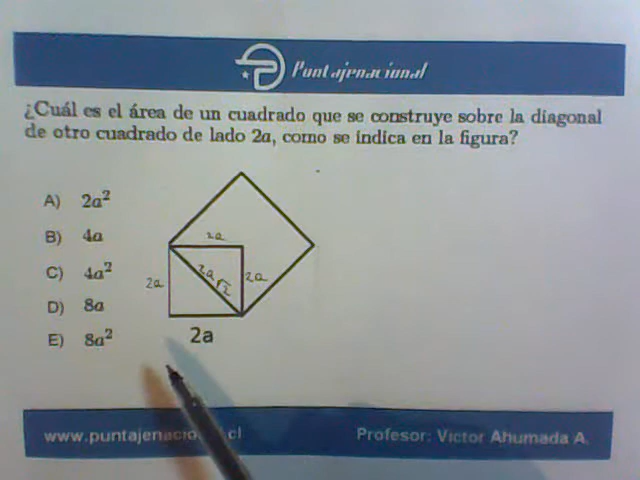 Puntajenacional
¿Cuál es el área de un cuadrado que se construye sobre la diagonal
de otro cuadrado de lado 2a, como se indica en la figura?
A) 2a²
B) 4a
C) 4a²
D) 8a
E) 8a²
2a
2a
2a√2
2a
2a
www.puntajenacio cl
Profesor: Victor Ahumada A.